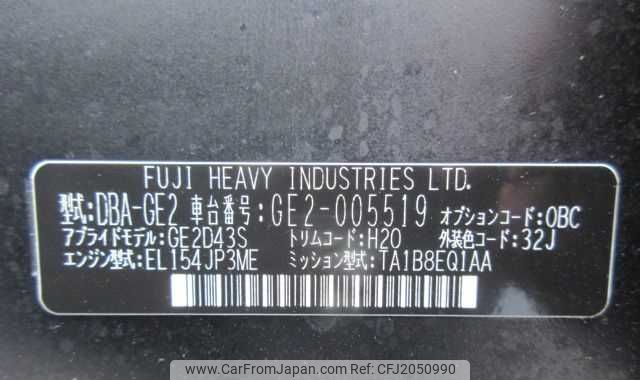 FUJI HEAVY INDUSTRIES LTD.
型式:DBA-GE2 車台番号:GE2-005519 オプションコード:OBC
アプライドモデル:GE2D43S トリムコード:H20 外装色コード:32J
エンジン型式:EL154JP3ME ミッション型式:TA1B8EQ1AA
© CarFromJapan / Car Photo No. CFJ2050990